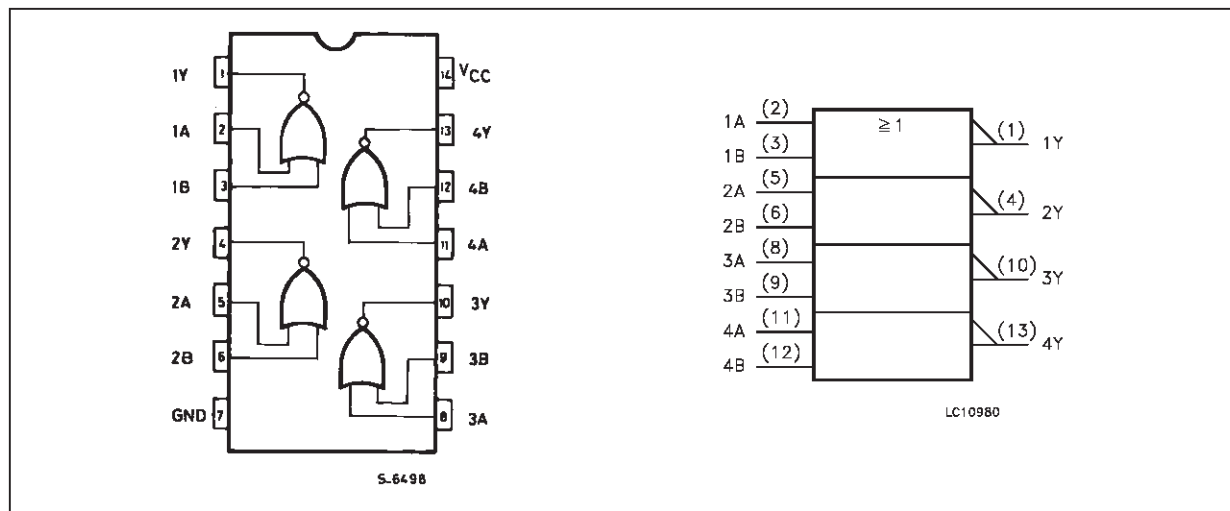 1Y 1
1A 2
1B 3
2Y 4
2A 5
2B 6
GND 7
14 VCC
13 4Y
12 4B
11 4A
10 3Y
9 3B
8 3A
S-6498
≧1
1A (2)
1B (3)
2A (5)
2B (6)
3A (8)
3B (9)
4A (11)
4B (12)
(1) 1Y
(4) 2Y
(10) 3Y
(13) 4Y
LC10980